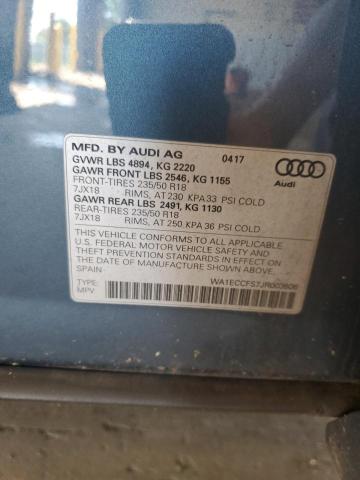 MFD. BY AUDI AG 04/17
GVWR LBS 4894, KG 2220
GAWR FRONT LBS 2546, KG 1155
FRONT-TIRES 235/50 R18
7JX18 RIMS, AT 230 KPA 33 PSI COLD
GAWR REAR LBS 2491, KG 1130
REAR-TIRES 235/50 R18
7JX18 RIMS, AT 250 KPA 36 PSI COLD
THIS VEHICLE CONFORMS TO ALL APPLICABLE
U.S. FEDERAL MOTOR VEHICLE SAFETY AND
THEFT PREVENTION STANDARDS IN EFFECT ON
THE DATE OF MANUFACTURE SHOWN ABOVE.
SPAIN
TYPE: WA1ECCFS7JR003606
MPV
Audi